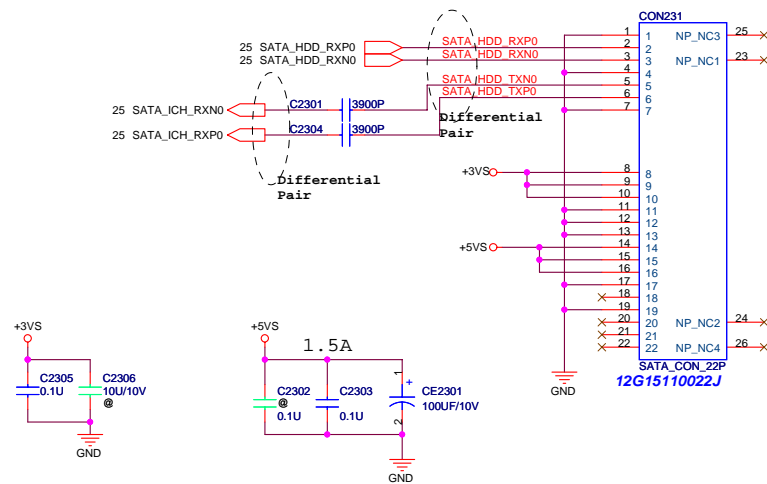 CON231
1 1 NP_NC3 25
25 SATA_HDD_RXP0 SATA_HDD_RXP0 2 2
25 SATA_HDD_RXN0 SATA_HDD_RXN0 3 3 NP_NC1 23
4 4
SATA_HDD_TXN0 5 5
SATA_HDD_TXP0 6 6
7 7
25 SATA_ICH_RXN0 C2301 3900P
25 SATA_ICH_RXP0 C2304 3900P
Differential
Pair
Differential
Pair
+3VS 8 8
9 9
10 10
11 11
12 12
13 13
+5VS 14 14
15 15
16 16
17 17
18 18
19 19
20 20 NP_NC2 24
21 21
22 22 NP_NC4 26
SATA_CON_22P
12G15110022J
GND
+3VS
C2305
0.1U
C2306
10U/10V
@
GND
+5VS
1.5A
C2302
@
0.1U
C2303
0.1U
1
+
CE2301
100UF/10V
2
GND